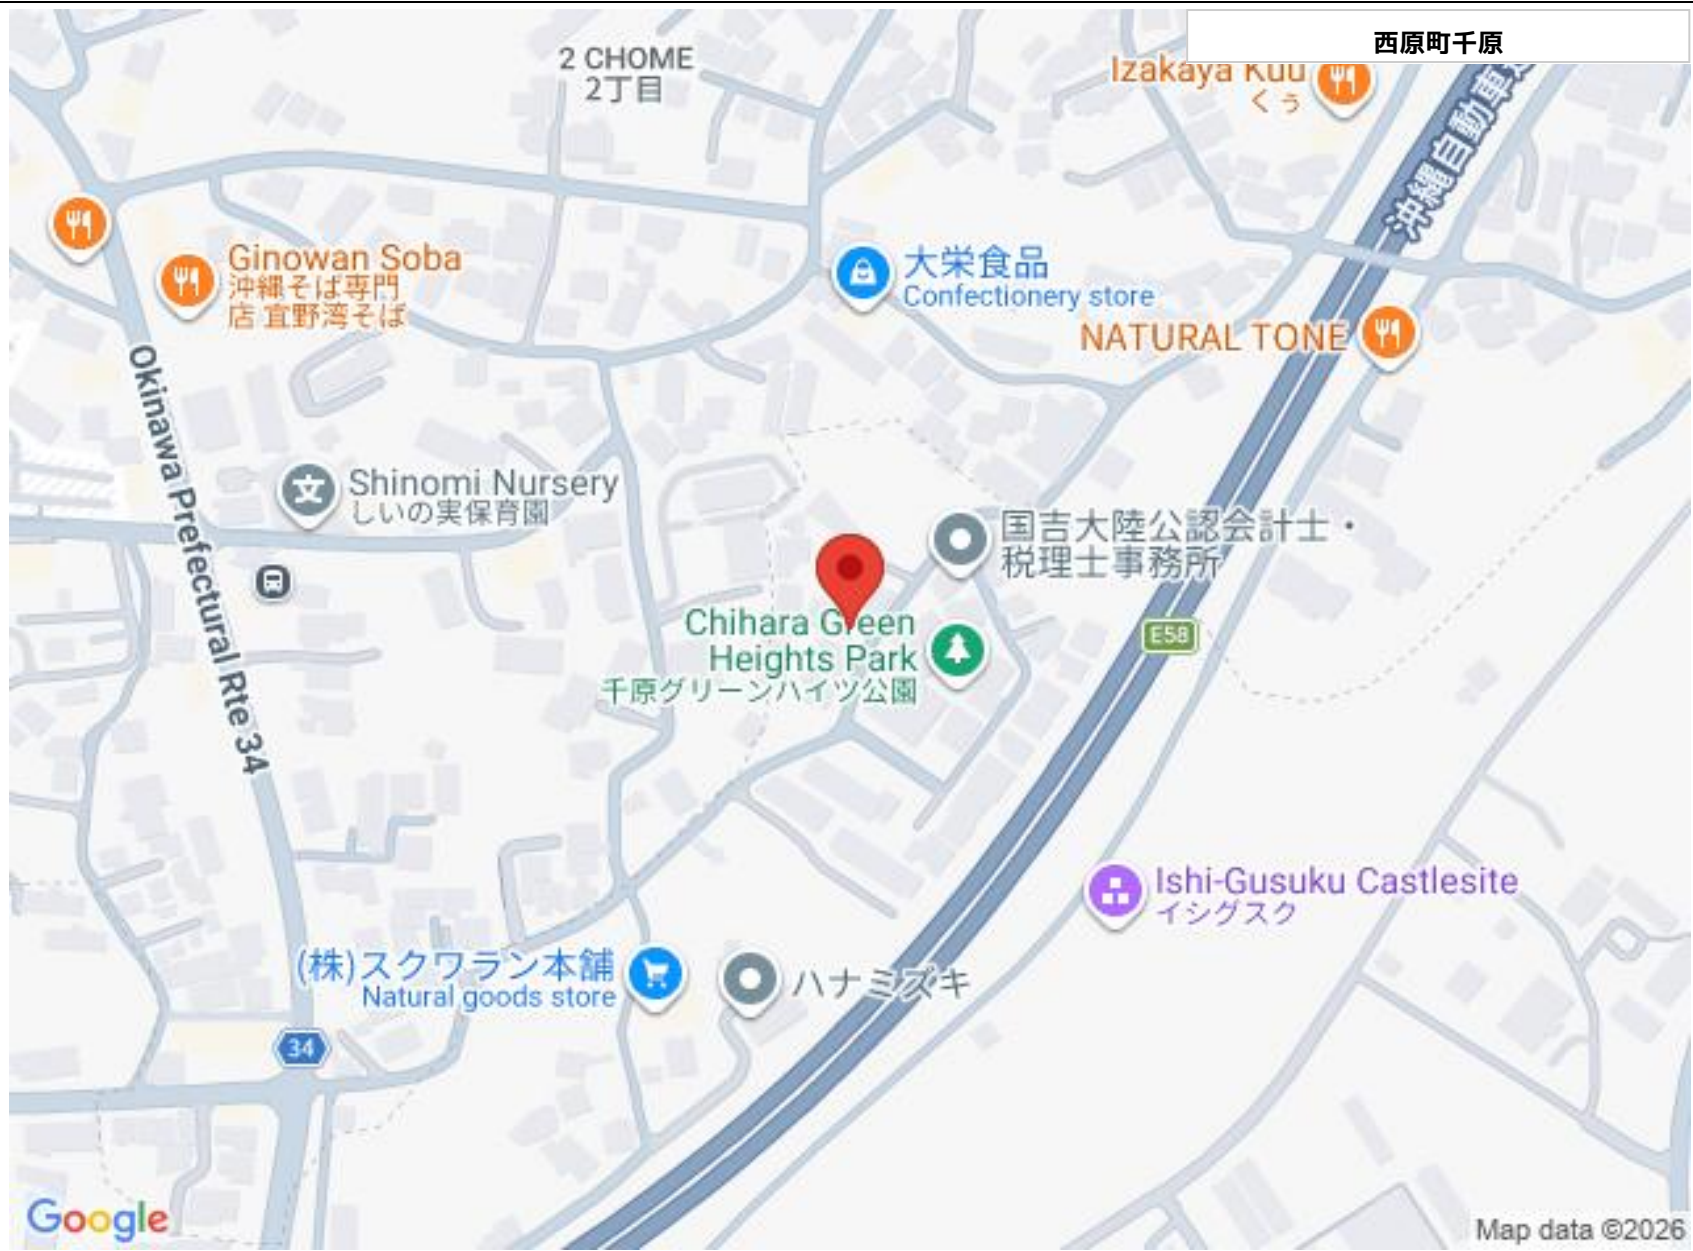 西原町千原
2 CHOME
2丁目
Izakaya Kuu
くぅ
沖縄自動車道
Ginowan Soba
沖縄そば専門
店 宜野湾そば
大栄食品
Confectionery store
NATURAL TONE
Okinawa Prefectural Rte 34
Shinomi Nursery
しいの実保育園
国吉大陸公認会計士・
税理士事務所
Chihara Green
Heights Park
千原グリーンハイツ公園
E58
Ishi-Gusuku Castlesite
イシグスク
(株)スクワラン本舗
Natural goods store
ハナミズキ
34
Google
Map data ©2026